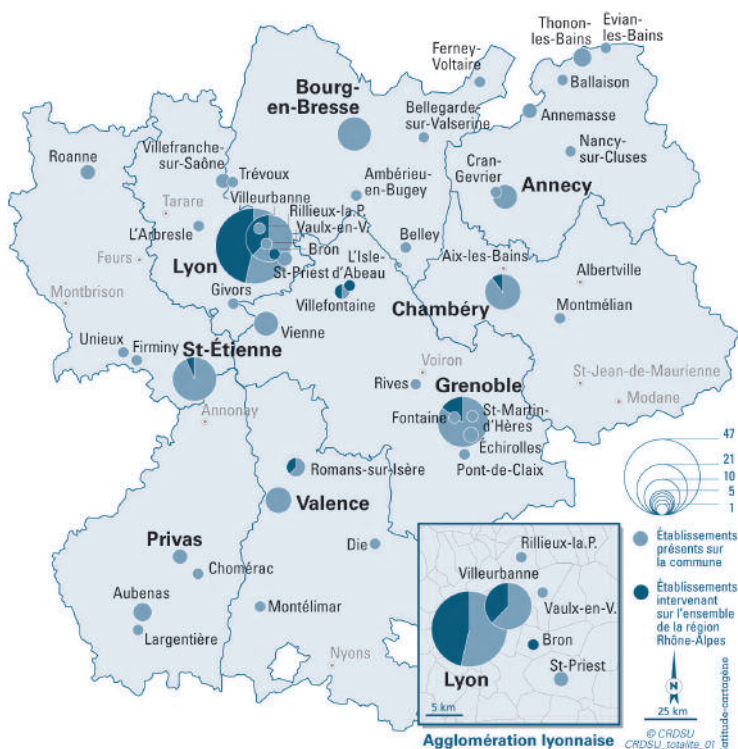 Thonon-
les-Bains
Évian-
les-Bains
Ferney-
Voltaire
Ballaison
Bourg-
en-Bresse
Bellegarde-
sur-Valserine
Annemasse
Roanne
Villefranche-
sur-Saône
Trévoux
Ambérieu-
en-Bugey
Nancy-
sur-Cluses
Cran-
Gevrier
Annecy
Tarare
Villeurbanne
Rillieux-la.P.
Vaulx-en-V.
L'Arbresle
Bron
Belley
Feurs
Lyon
St-Priest
L'Isle-
d'Abeau
Aix-les-Bains
Albertville
Montbrison
Givors
Villefontaine
Chambéry
Montmélian
Vienne
Unieux
Firminy
St-Étienne
Voiron
St-Jean-de-Maurienne
Rives
Grenoble
Modane
Annonay
Fontaine
St-Martin-
d'Hères
Échirolles
Pont-de-Claix
Romans-sur-Isère
Valence
Privas
Die
Chomérac
Aubenas
Montélimar
Largentière
Nyons
47
21
10
5
1
Établissements
présents sur
la commune
Établissements
intervenant
sur l'ensemble
de la région
Rhône-Alpes
N
25 km
© CRDSU
CRDSU_totalite_01
latitude-cartagène
Rillieux-la.P.
Villeurbanne
Vaulx-en-V.
Bron
Lyon
St-Priest
5 km
Agglomération lyonnaise